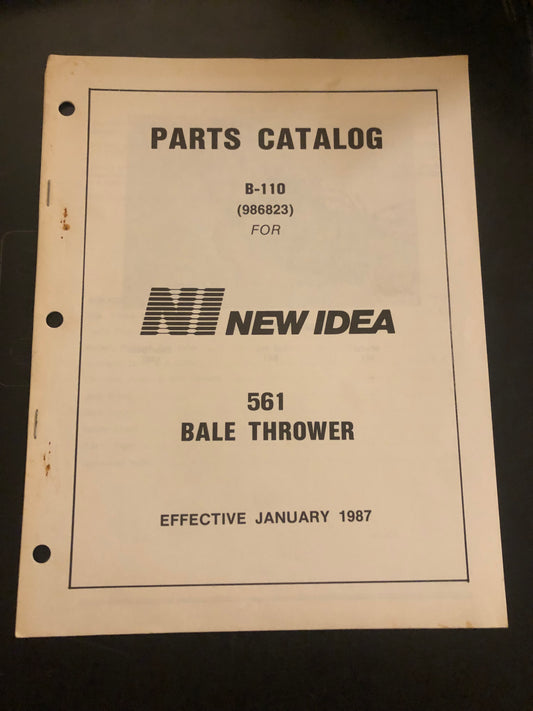 PARTS CATALOG
B-110
(986823)
FOR
NI NEW IDEA
561
BALE THROWER
EFFECTIVE JANUARY 1987